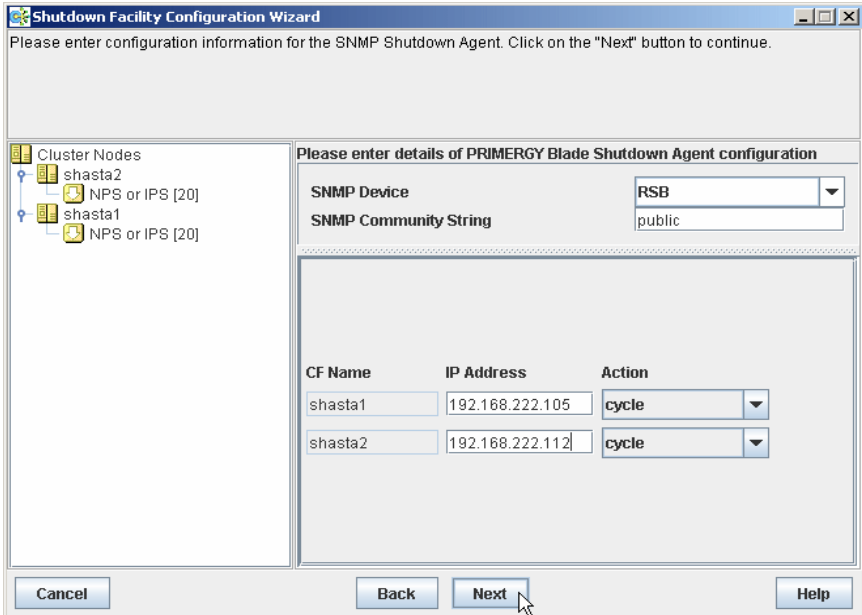 Shutdown Facility Configuration Wizard
Please enter configuration information for the SNMP Shutdown Agent. Click on the "Next" button to continue.
Cluster Nodes
shasta2
NPS or IPS [20]
shasta1
NPS or IPS [20]
Please enter details of PRIMERGY Blade Shutdown Agent configuration
SNMP Device RSB
SNMP Community String public
CF Name IP Address Action
shasta1 192.168.222.105 cycle
shasta2 192.168.222.112 cycle
Cancel Back Next Help